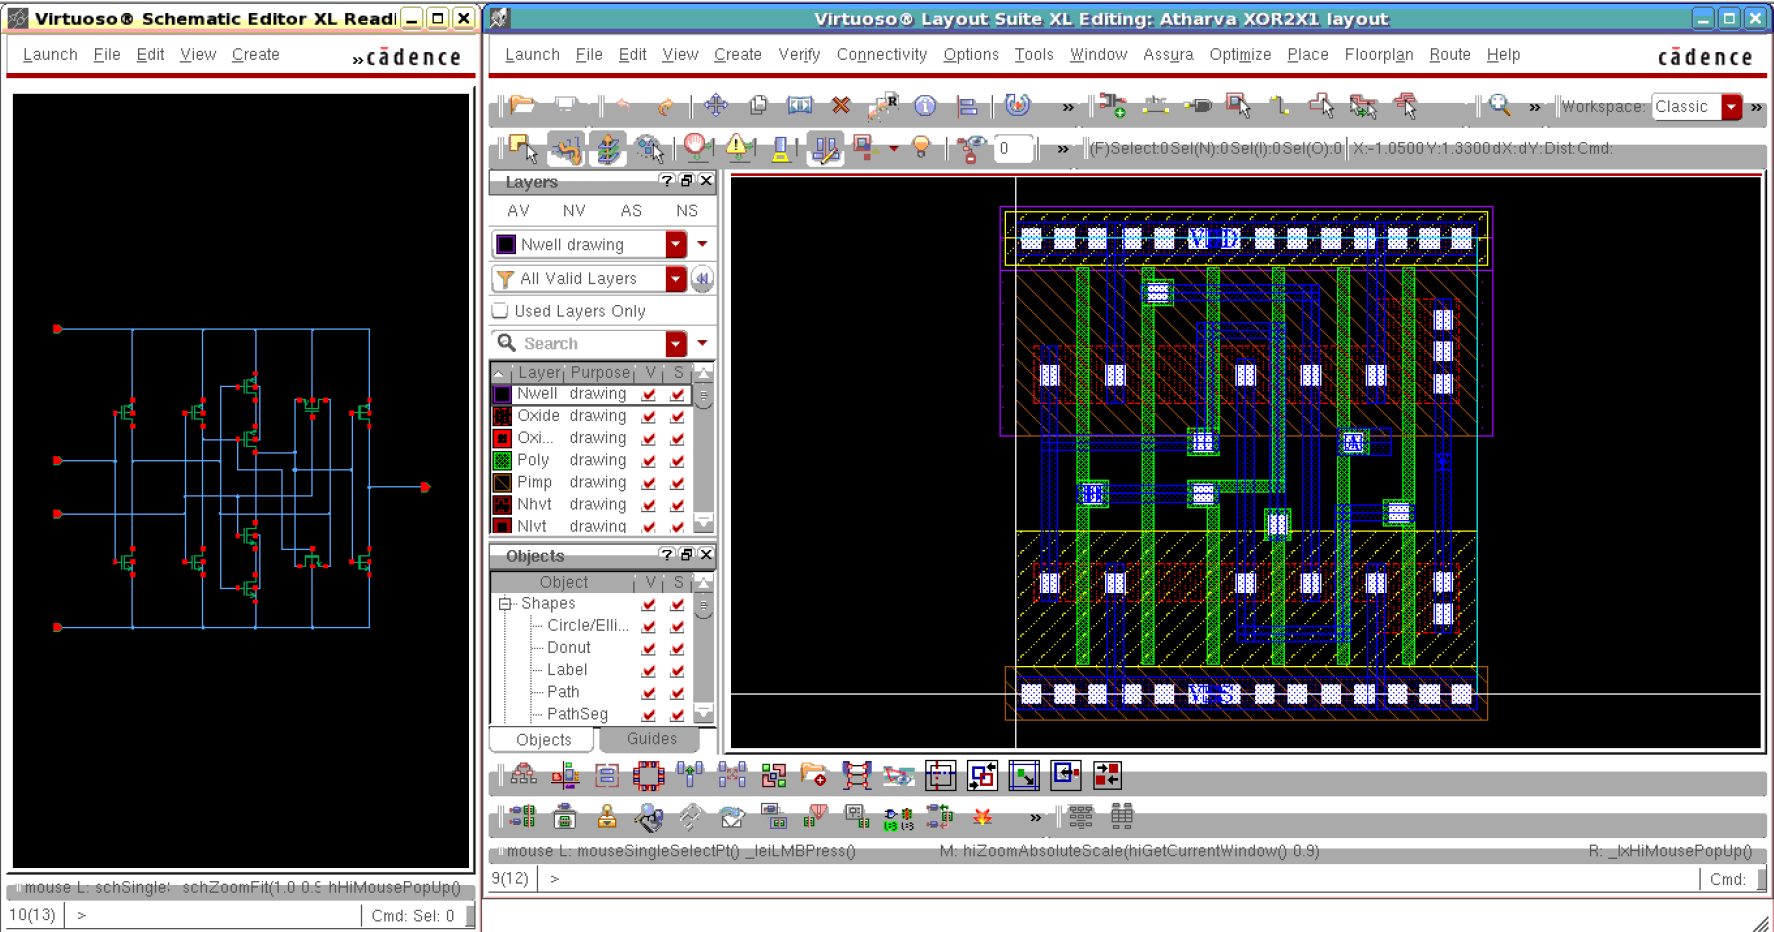 Virtuoso® Schematic Editor XL Readi
Launch File Edit View Create » cādence
mouse L: schSingle schZoomFit(1.0 0.9 hHiMousePopUp()
10(13) > Cmd: Sel: 0
Virtuoso® Layout Suite XL Editing: Atharva XOR2X1 layout
Launch File Edit View Create Verify Connectivity Options Tools Window Assura Optimize Place Floorplan Route Help cādence
» » Workspace: Classic »
0 » (F)Select:0 Sel(N):0 Sel(I):0 Sel(O):0 X:-1.0500 Y:1.3300 dX: dY: Dist: Cmd:
Layers ?
AV NV AS NS
Nwell drawing
All Valid Layers
Used Layers Only
Search
Layer Purpose V S
Nwell drawing
Oxide drawing
Oxi... drawing
Poly drawing
Pimp drawing
Nhvt drawing
Nlvt drawing
Objects ?
Object V S
Shapes
Circle/Elli...
Donut
Label
Path
PathSeg
Objects Guides
VDD
A
B
VSS
»
mouse L: mouseSingleSelectPt() _leiLMBPress() M: hiZoomAbsoluteScale(hiGetCurrentWindow() 0.9) R: _lxHiMousePopUp()
9(12) > Cmd: